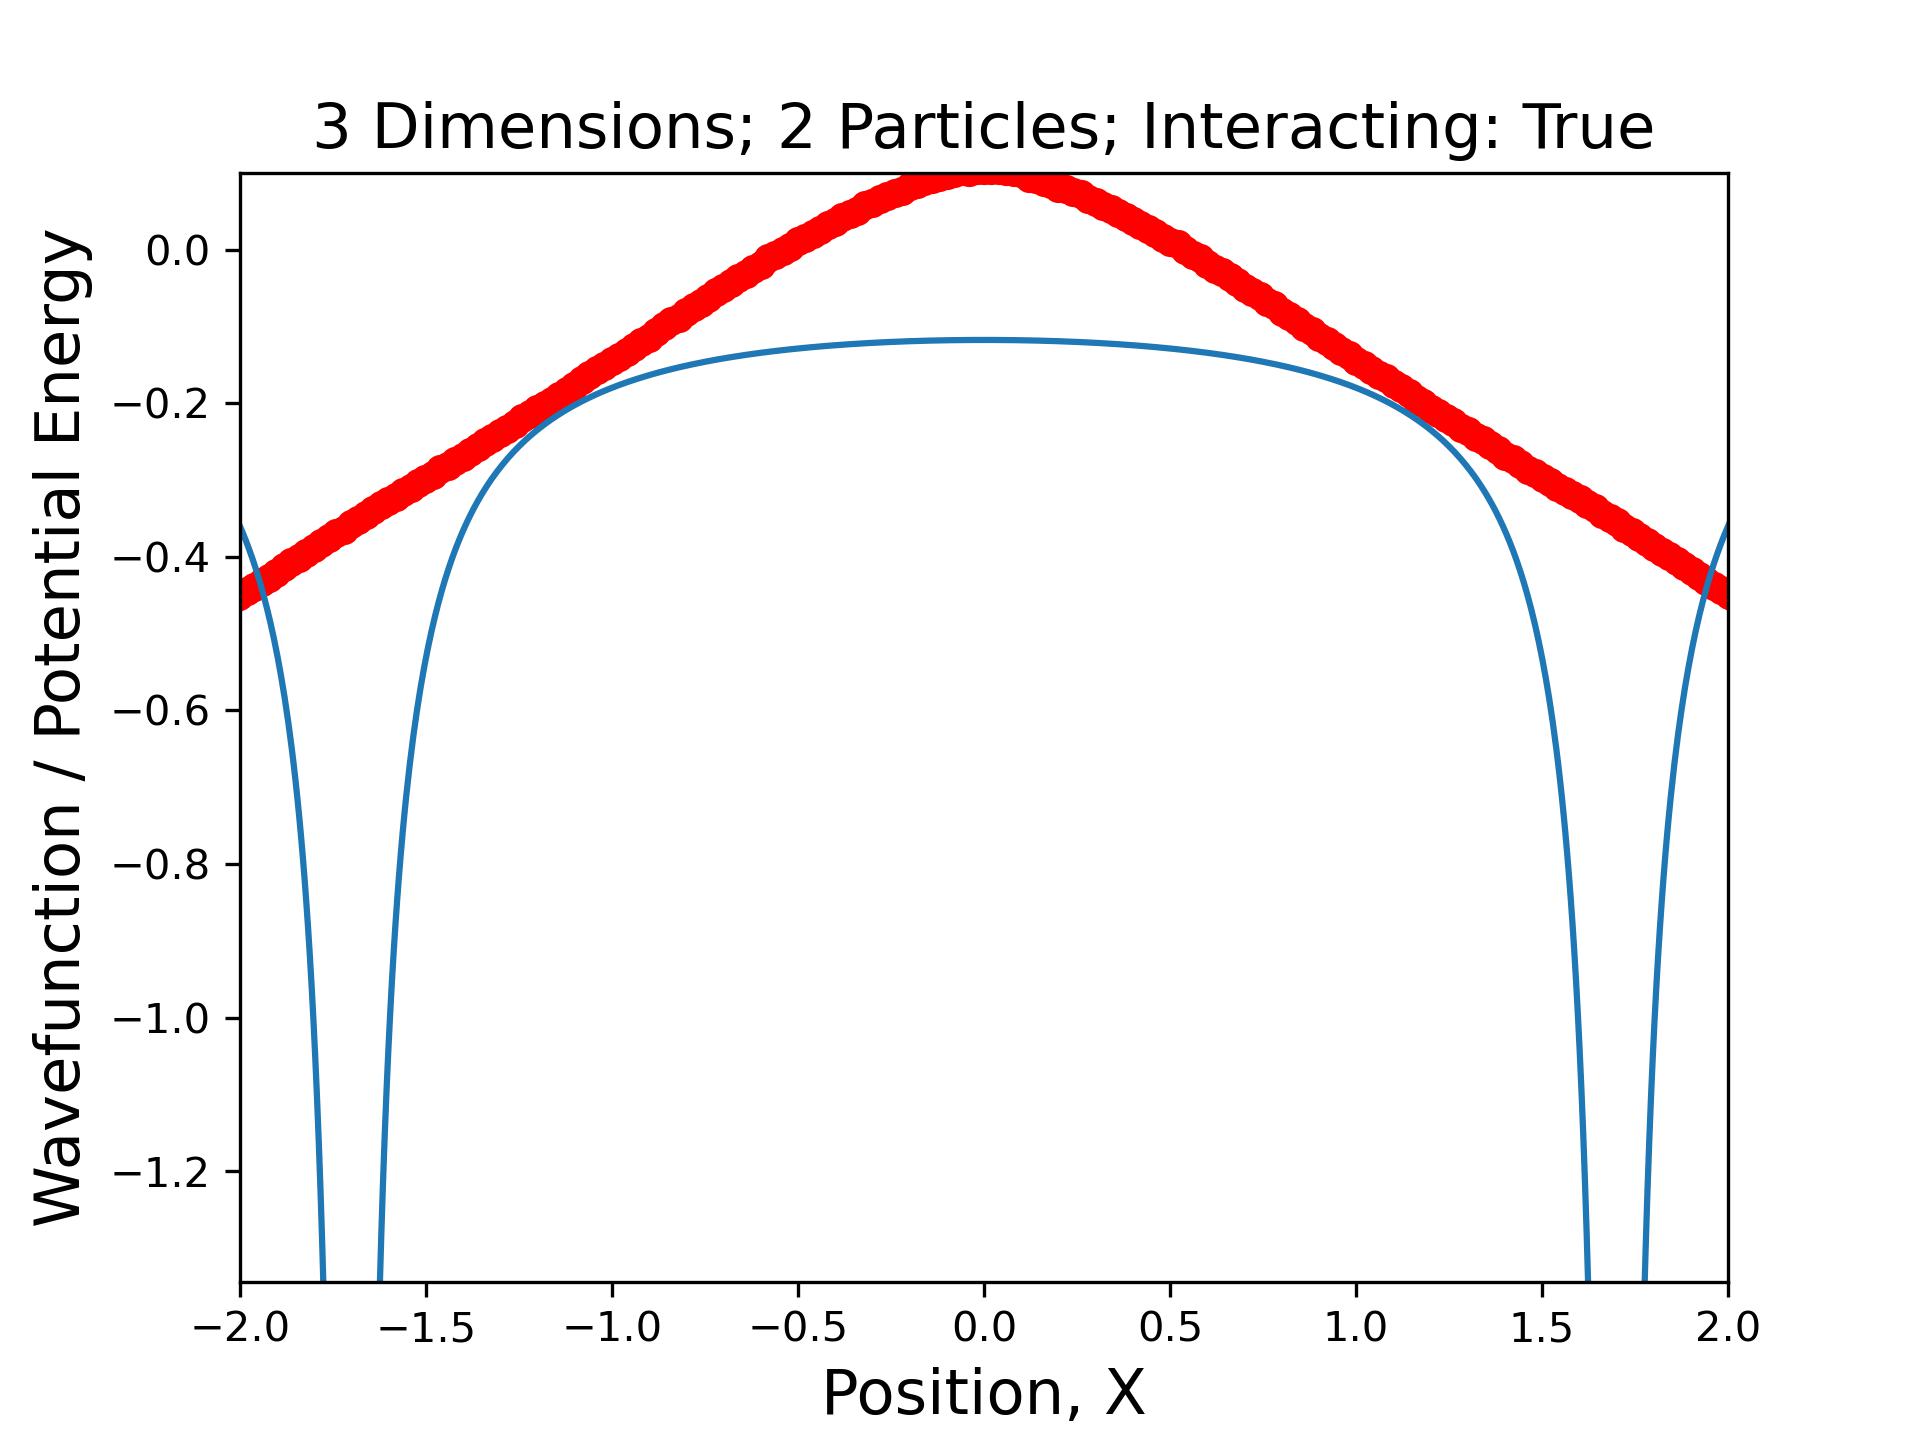 3 Dimensions; 2 Particles; Interacting: True
Wavefunction / Potential Energy
0.0
−0.2
−0.4
−0.6
−0.8
−1.0
−1.2
−2.0 −1.5 −1.0 −0.5 0.0 0.5 1.0 1.5 2.0
Position, X